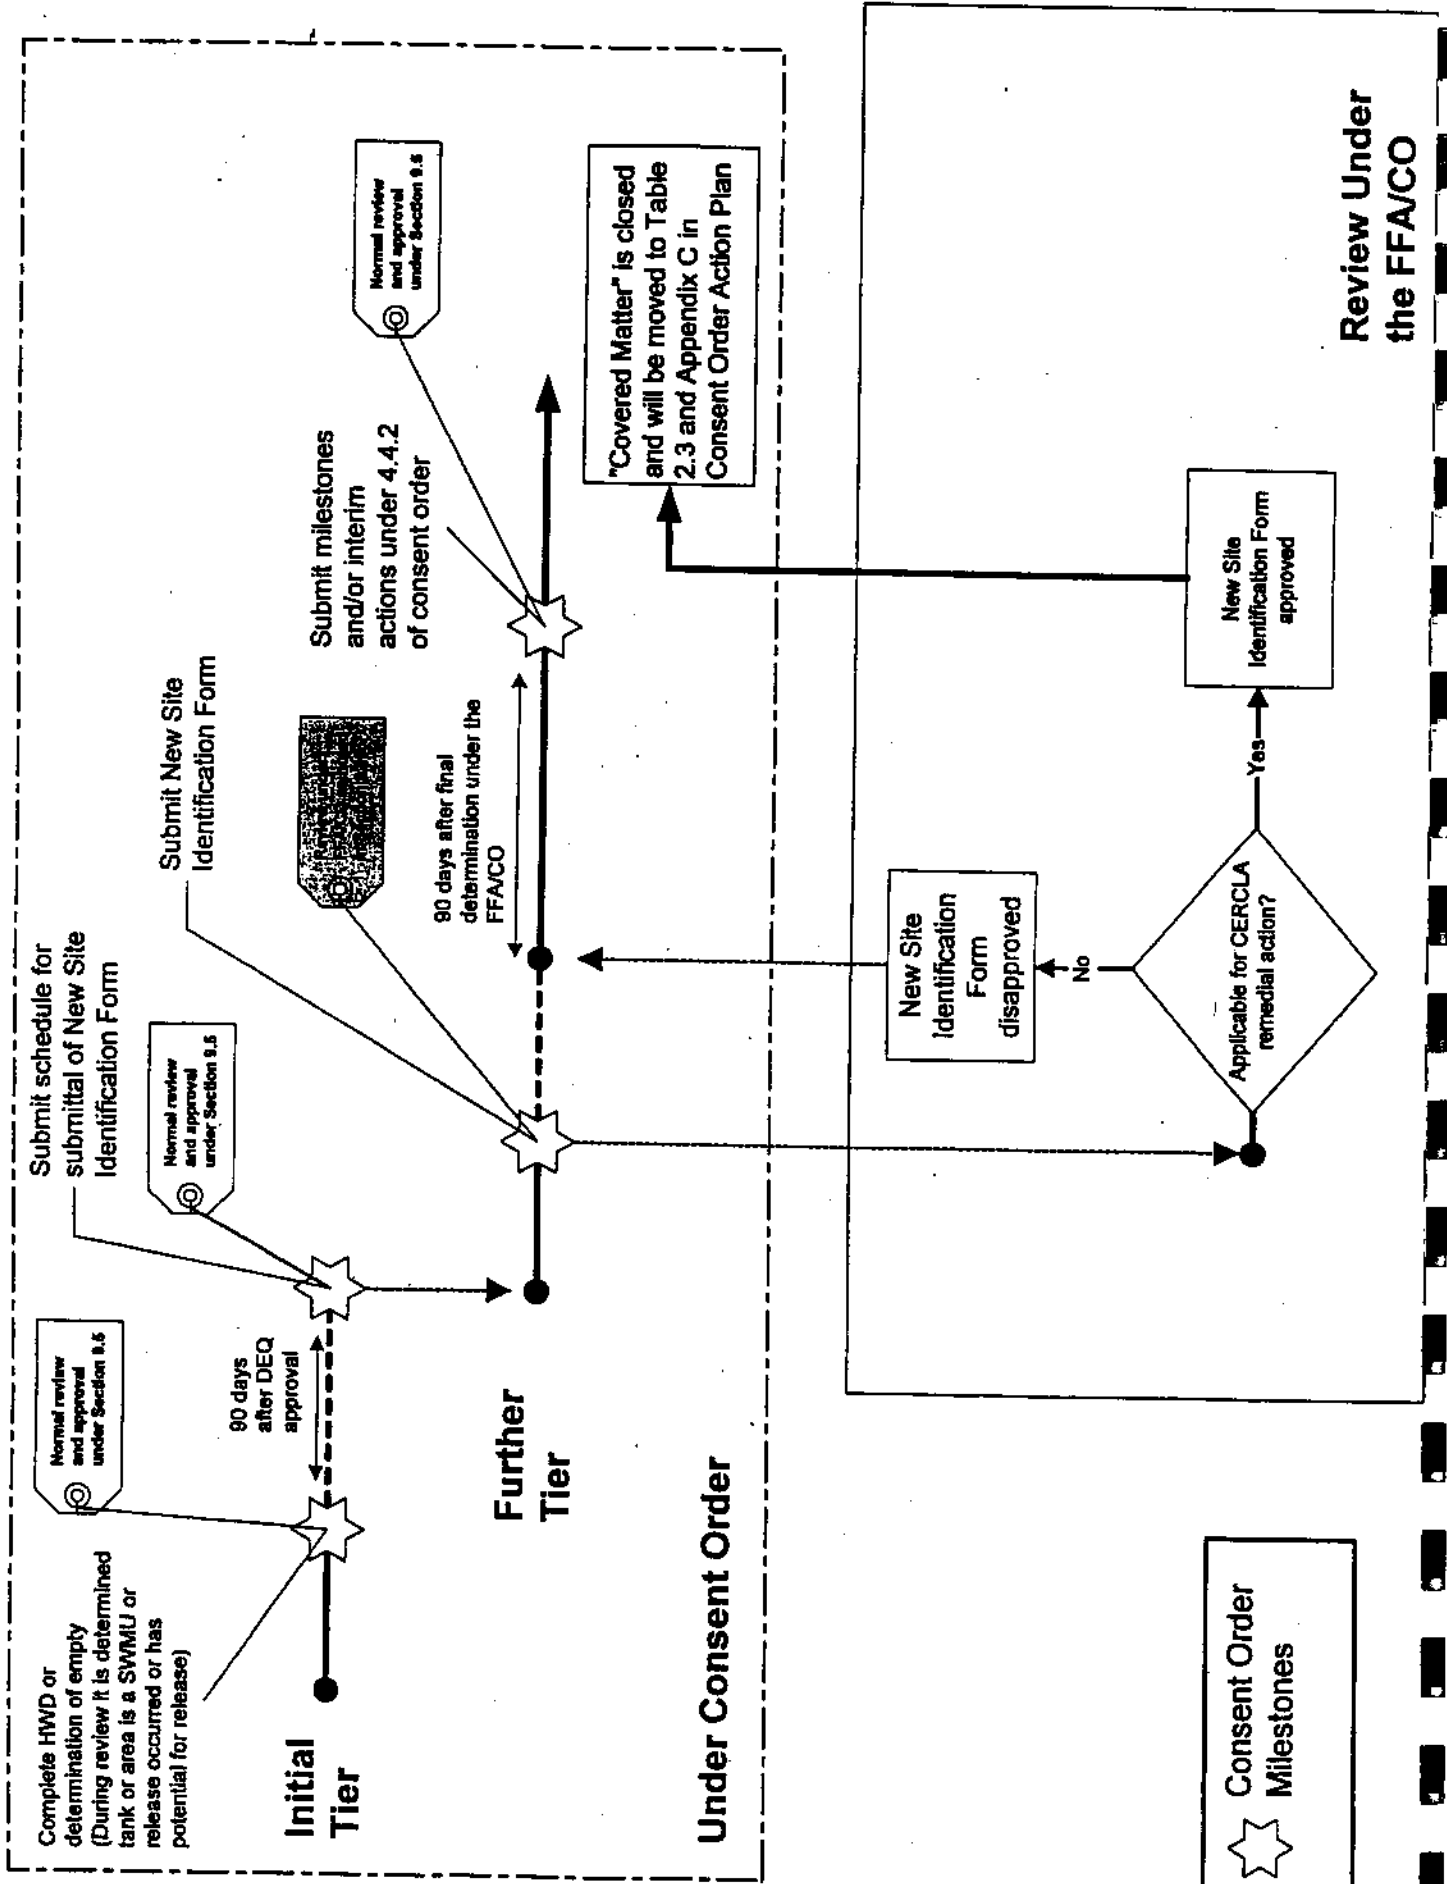 Complete HWD or
determination of empty
(During review it is determined
tank or area is a SWMU or
release occurred or has
potential for release)
Normal review
and approval
under Section 9.5
Submit schedule for
submittal of New Site
Identification Form
Normal review
and approval
under Section 9.5
Submit New Site
Identification Form
Submit milestones
and/or interim
actions under 4.4.2
of consent order
Normal review
and approval
under Section 9.5
Initial
Tier
90 days
after DEQ
approval
Further
Tier
90 days after final
determination under the
FFA/CO
"Covered Matter" is closed
and will be moved to Table
2.3 and Appendix C in
Consent Order Action Plan
Under Consent Order
New Site
Identification
Form
disapproved
No
Applicable for CERCLA
remedial action?
Yes
New Site
Identification Form
approved
Review Under
the FFA/CO
Consent Order
Milestones